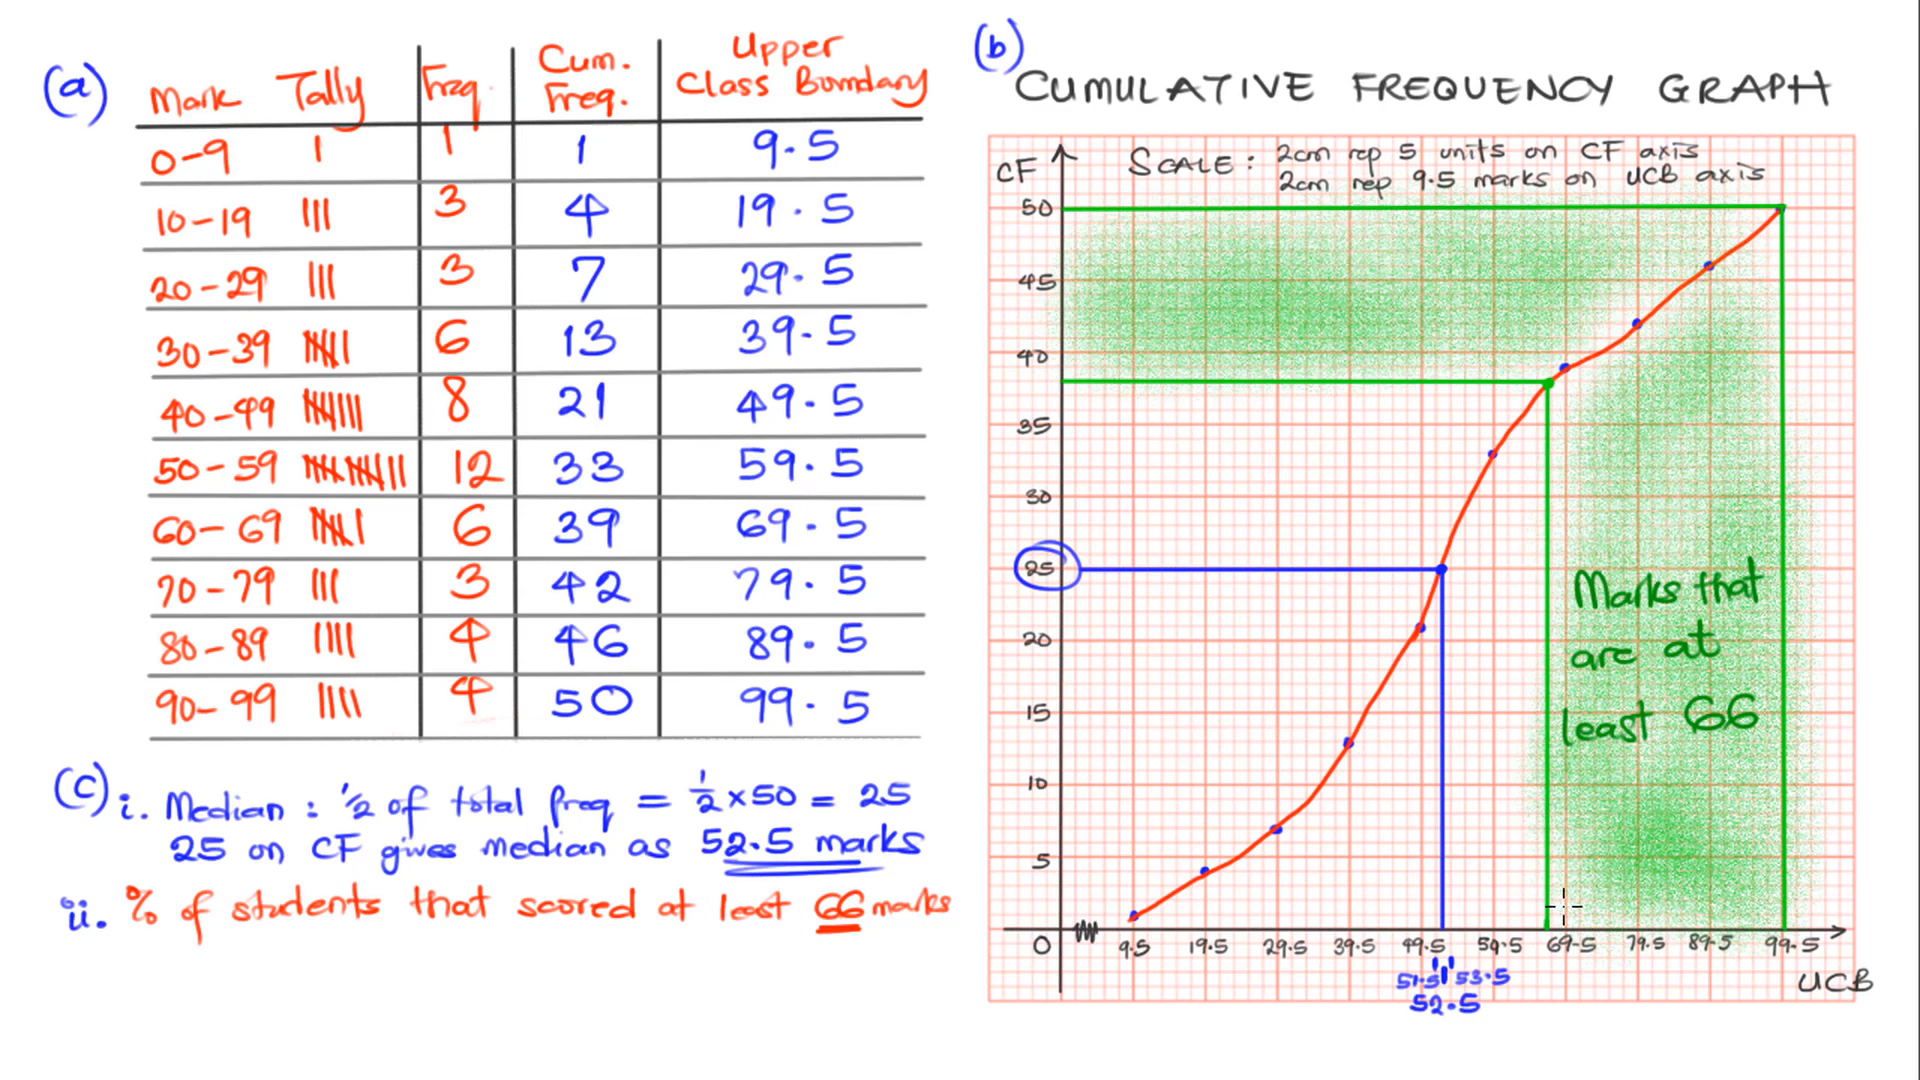 (a)
Mark Tally Freq. Cum. Freq. Upper Class Boundary
0-9 | 1 1 9.5
10-19 ||| 3 4 19.5
20-29 ||| 3 7 29.5
30-39 6 13 39.5
40-49 8 21 49.5
50-59 12 33 59.5
60-69 6 39 69.5
70-79 ||| 3 42 79.5
80-89 |||| 4 46 89.5
90-99 |||| 4 50 99.5
(c) i. Median : 1/2 of total freq = 1/2 × 50 = 25
25 on CF gives median as 52.5 marks
ii. % of students that scored at least 66 marks
(b)
CUMULATIVE FREQUENCY GRAPH
SCALE : 2cm rep 5 units on CF axis
2cm rep 9.5 marks on UCB axis
CF
50
45
40
35
30
25
20
15
10
5
0 9.5 19.5 29.5 39.5 49.5 59.5 69.5 79.5 89.5 99.5
UCB
51.5 53.5
52.5
Marks that
are at
least 66